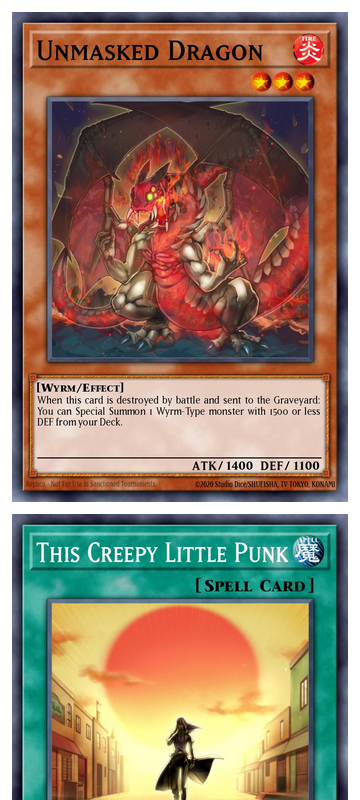 UNMASKED DRAGON
FIRE
炎
[WYRM/EFFECT]
When this card is destroyed by battle and sent to the Graveyard:
You can Special Summon 1 Wyrm-Type monster with 1500 or less
DEF from your Deck.
ATK/1400 DEF/1100
Replica - Not For Use in Sanctioned Tournaments
©2020 Studio Dice/SHUEISHA, TV TOKYO, KONAMI
THIS CREEPY LITTLE PUNK
SPELL
魔
[SPELL CARD]